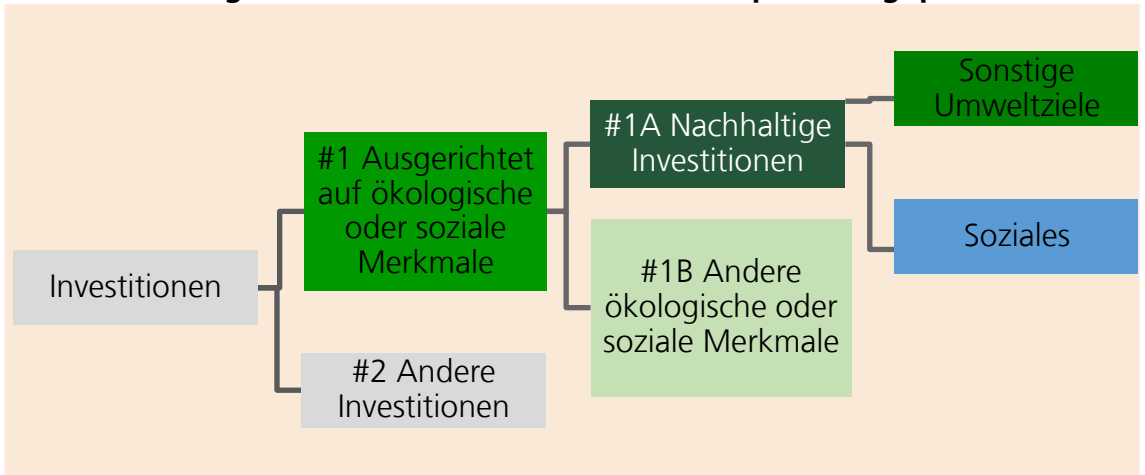 Investitionen
#1 Ausgerichtet
auf ökologische
oder soziale
Merkmale
#2 Andere
Investitionen
#1A Nachhaltige
Investitionen
#1B Andere
ökologische oder
soziale Merkmale
Sonstige
Umweltziele
Soziales